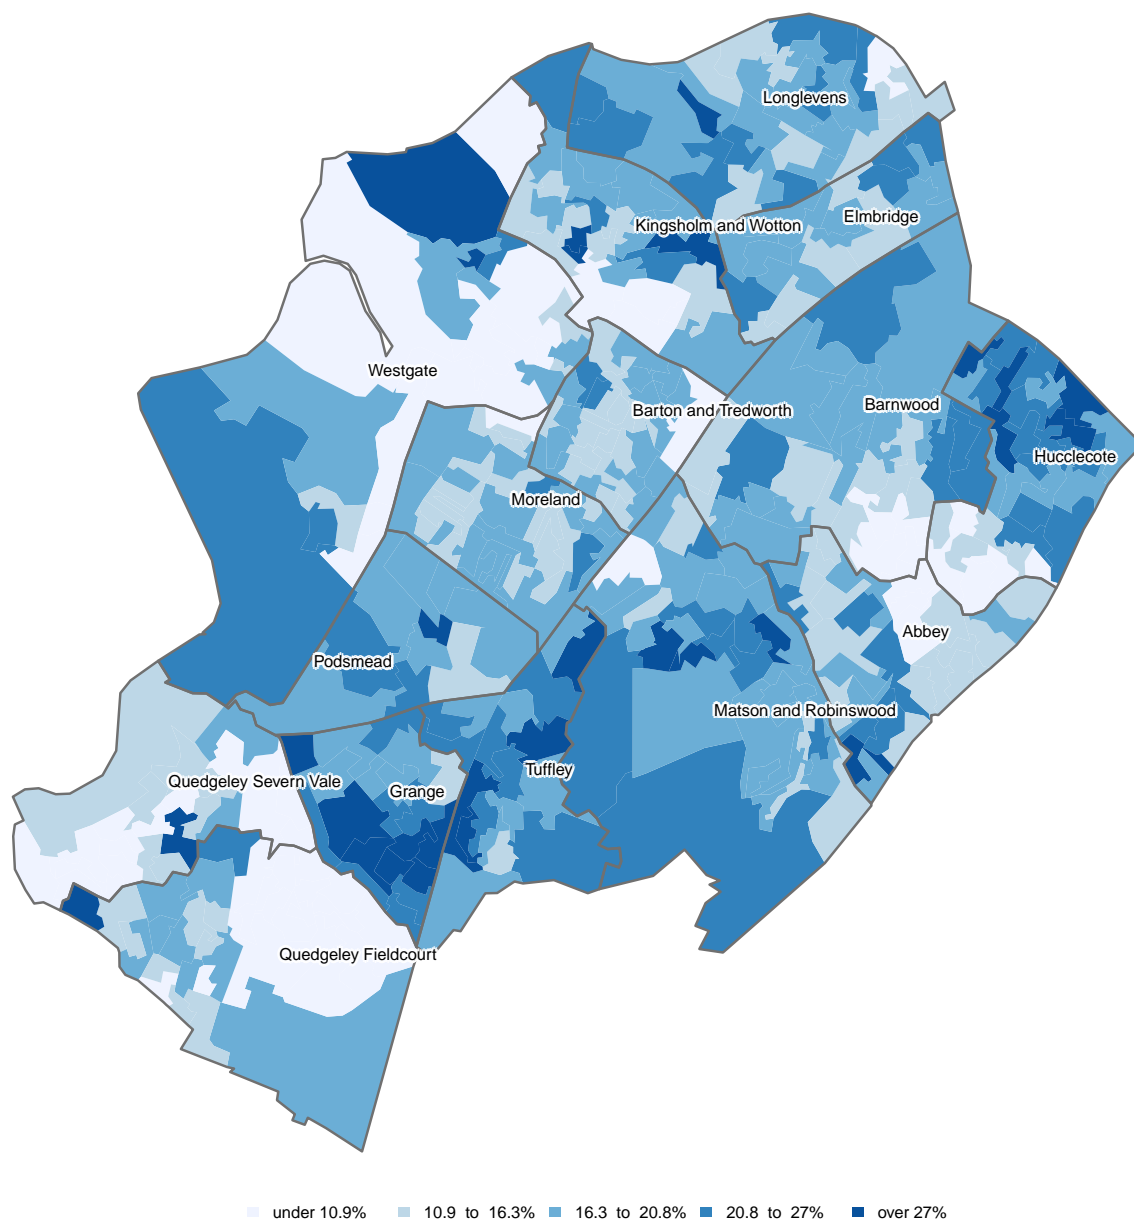 Longlevens
Elmbridge
Kingsholm and Wotton
Westgate
Barton and Tredworth
Barnwood
Hucclecote
Moreland
Abbey
Podsmead
Matson and Robinswood
Tuffley
Quedgeley Severn Vale
Grange
Quedgeley Fieldcourt
under 10.9% 10.9 to 16.3% 16.3 to 20.8% 20.8 to 27% over 27%